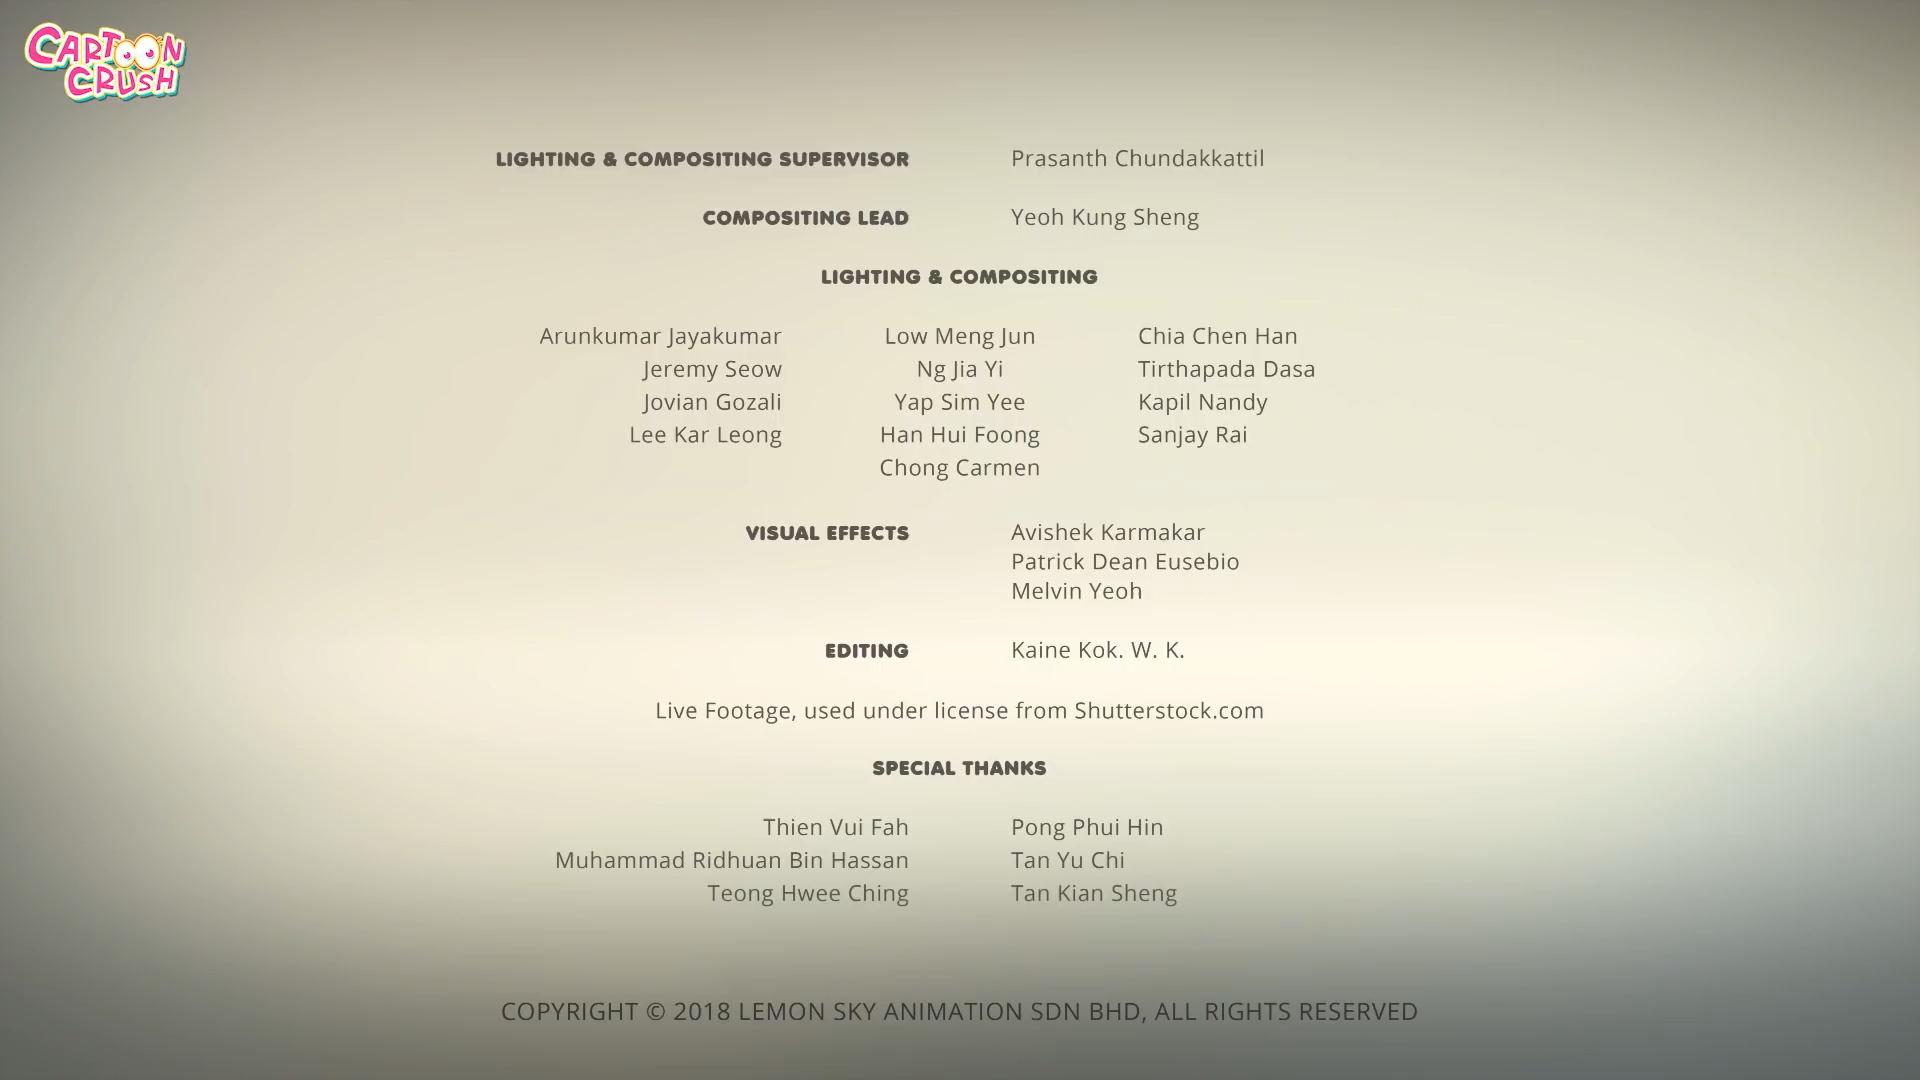 CARTOON
CRUSH
LIGHTING & COMPOSITING SUPERVISOR Prasanth Chundakkattil
COMPOSITING LEAD Yeoh Kung Sheng
LIGHTING & COMPOSITING
Arunkumar Jayakumar Low Meng Jun Chia Chen Han
Jeremy Seow Ng Jia Yi Tirthapada Dasa
Jovian Gozali Yap Sim Yee Kapil Nandy
Lee Kar Leong Han Hui Foong Sanjay Rai
Chong Carmen
VISUAL EFFECTS Avishek Karmakar
Patrick Dean Eusebio
Melvin Yeoh
EDITING Kaine Kok. W. K.
Live Footage, used under license from Shutterstock.com
SPECIAL THANKS
Thien Vui Fah Pong Phui Hin
Muhammad Ridhuan Bin Hassan Tan Yu Chi
Teong Hwee Ching Tan Kian Sheng
COPYRIGHT © 2018 LEMON SKY ANIMATION SDN BHD, ALL RIGHTS RESERVED